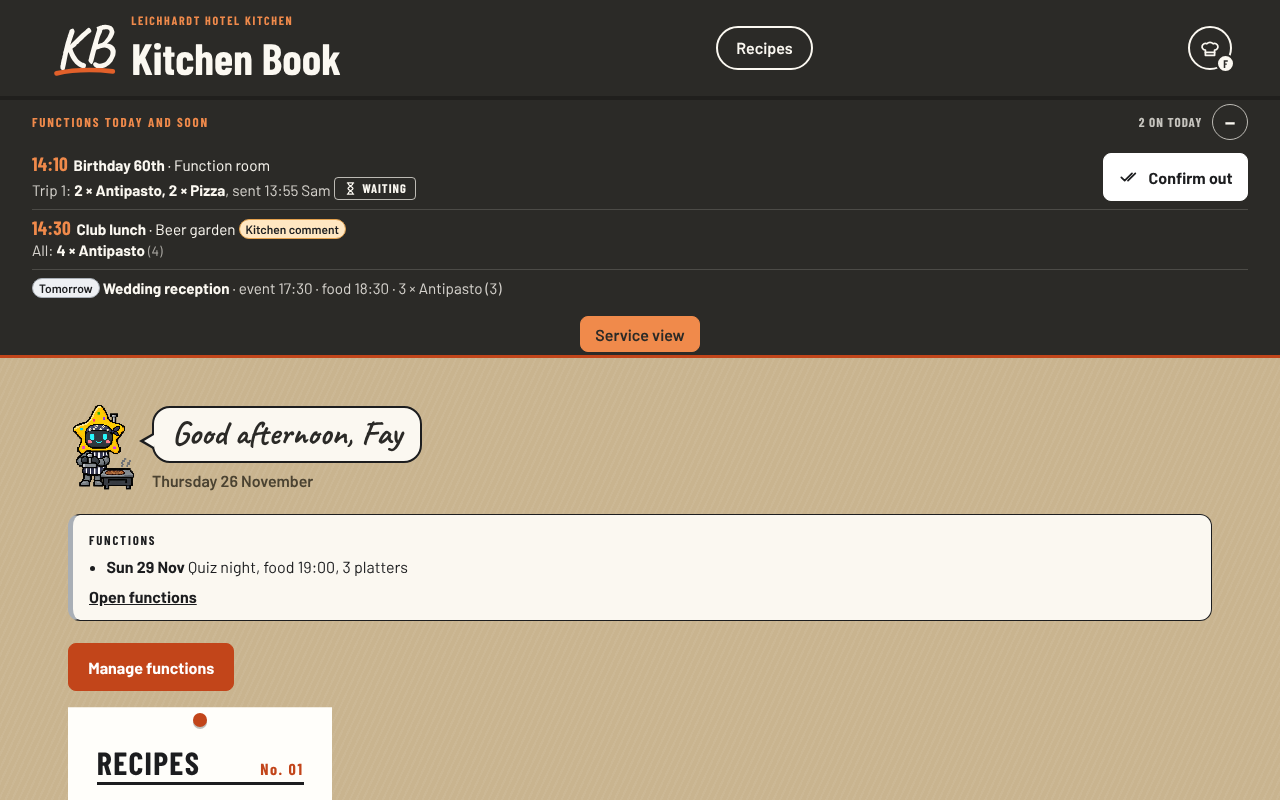 KB
LEICHHARDT HOTEL KITCHEN
Kitchen Book
Recipes
F
FUNCTIONS TODAY AND SOON
2 ON TODAY
14:10 Birthday 60th · Function room
Trip 1: 2 × Antipasto, 2 × Pizza, sent 13:55 Sam WAITING
Confirm out
14:30 Club lunch · Beer garden Kitchen comment
All: 4 × Antipasto (4)
Tomorrow Wedding reception · event 17:30 · food 18:30 · 3 × Antipasto (3)
Service view
Good afternoon, Fay
Thursday 26 November
FUNCTIONS
• Sun 29 Nov Quiz night, food 19:00, 3 platters
Open functions
Manage functions
RECIPES No. 01